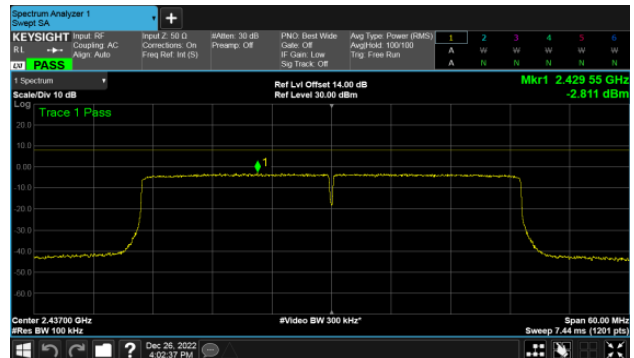 Spectrum Analyzer 1
Swept SA
+
KEYSIGHT Input: RF Input Z: 50 Ω #Atten: 30 dB PNO: Best Wide Avg Type: Power (RMS) 1 2 3 4 5 6
RL Coupling: AC Corrections: On Preamp: Off Gate: Off Avg|Hold: 100/100 A W W W W W
Align: Auto Freq Ref: Int (S) IF Gain: Low Trig: Free Run
PASS Sig Track: Off A N N N N N
1 Spectrum Ref Lvl Offset 14.00 dB Mkr1 2.429 55 GHz
Scale/Div 10 dB Ref Level 30.00 dBm -2.811 dBm
Log
Trace 1 Pass
20.0
10.0
1
0.00
-10.0
-20.0
-30.0
-40.0
-50.0
-60.0
Center 2.43700 GHz #Video BW 300 kHz* Span 60.00 MHz
#Res BW 100 kHz Sweep 7.44 ms (1201 pts)
? Dec 26, 2022
4:02:37 PM